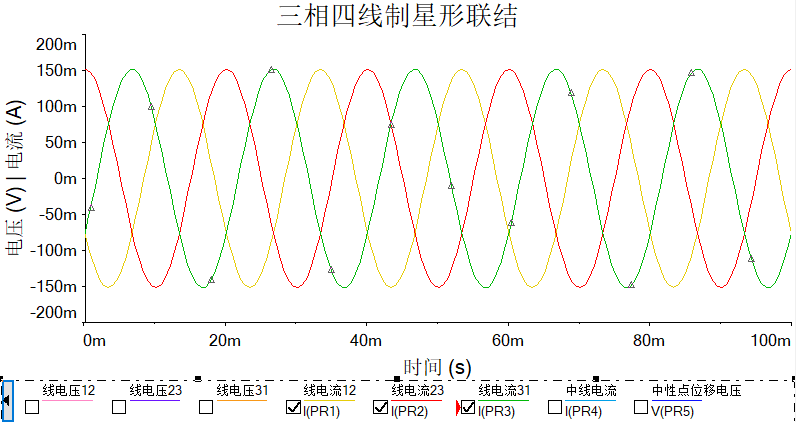 三相四线制星形联结
200m
150m
100m
50m
0m
-50m
-100m
-150m
-200m
电压 (V) | 电流 (A)
0m 20m 40m 60m 80m 100m
时间 (s)
线电压12 线电压23 线电压31 线电流12 线电流23 线电流31 中线电流 中性点位移电压
I(PR1) I(PR2) I(PR3) I(PR4) V(PR5)